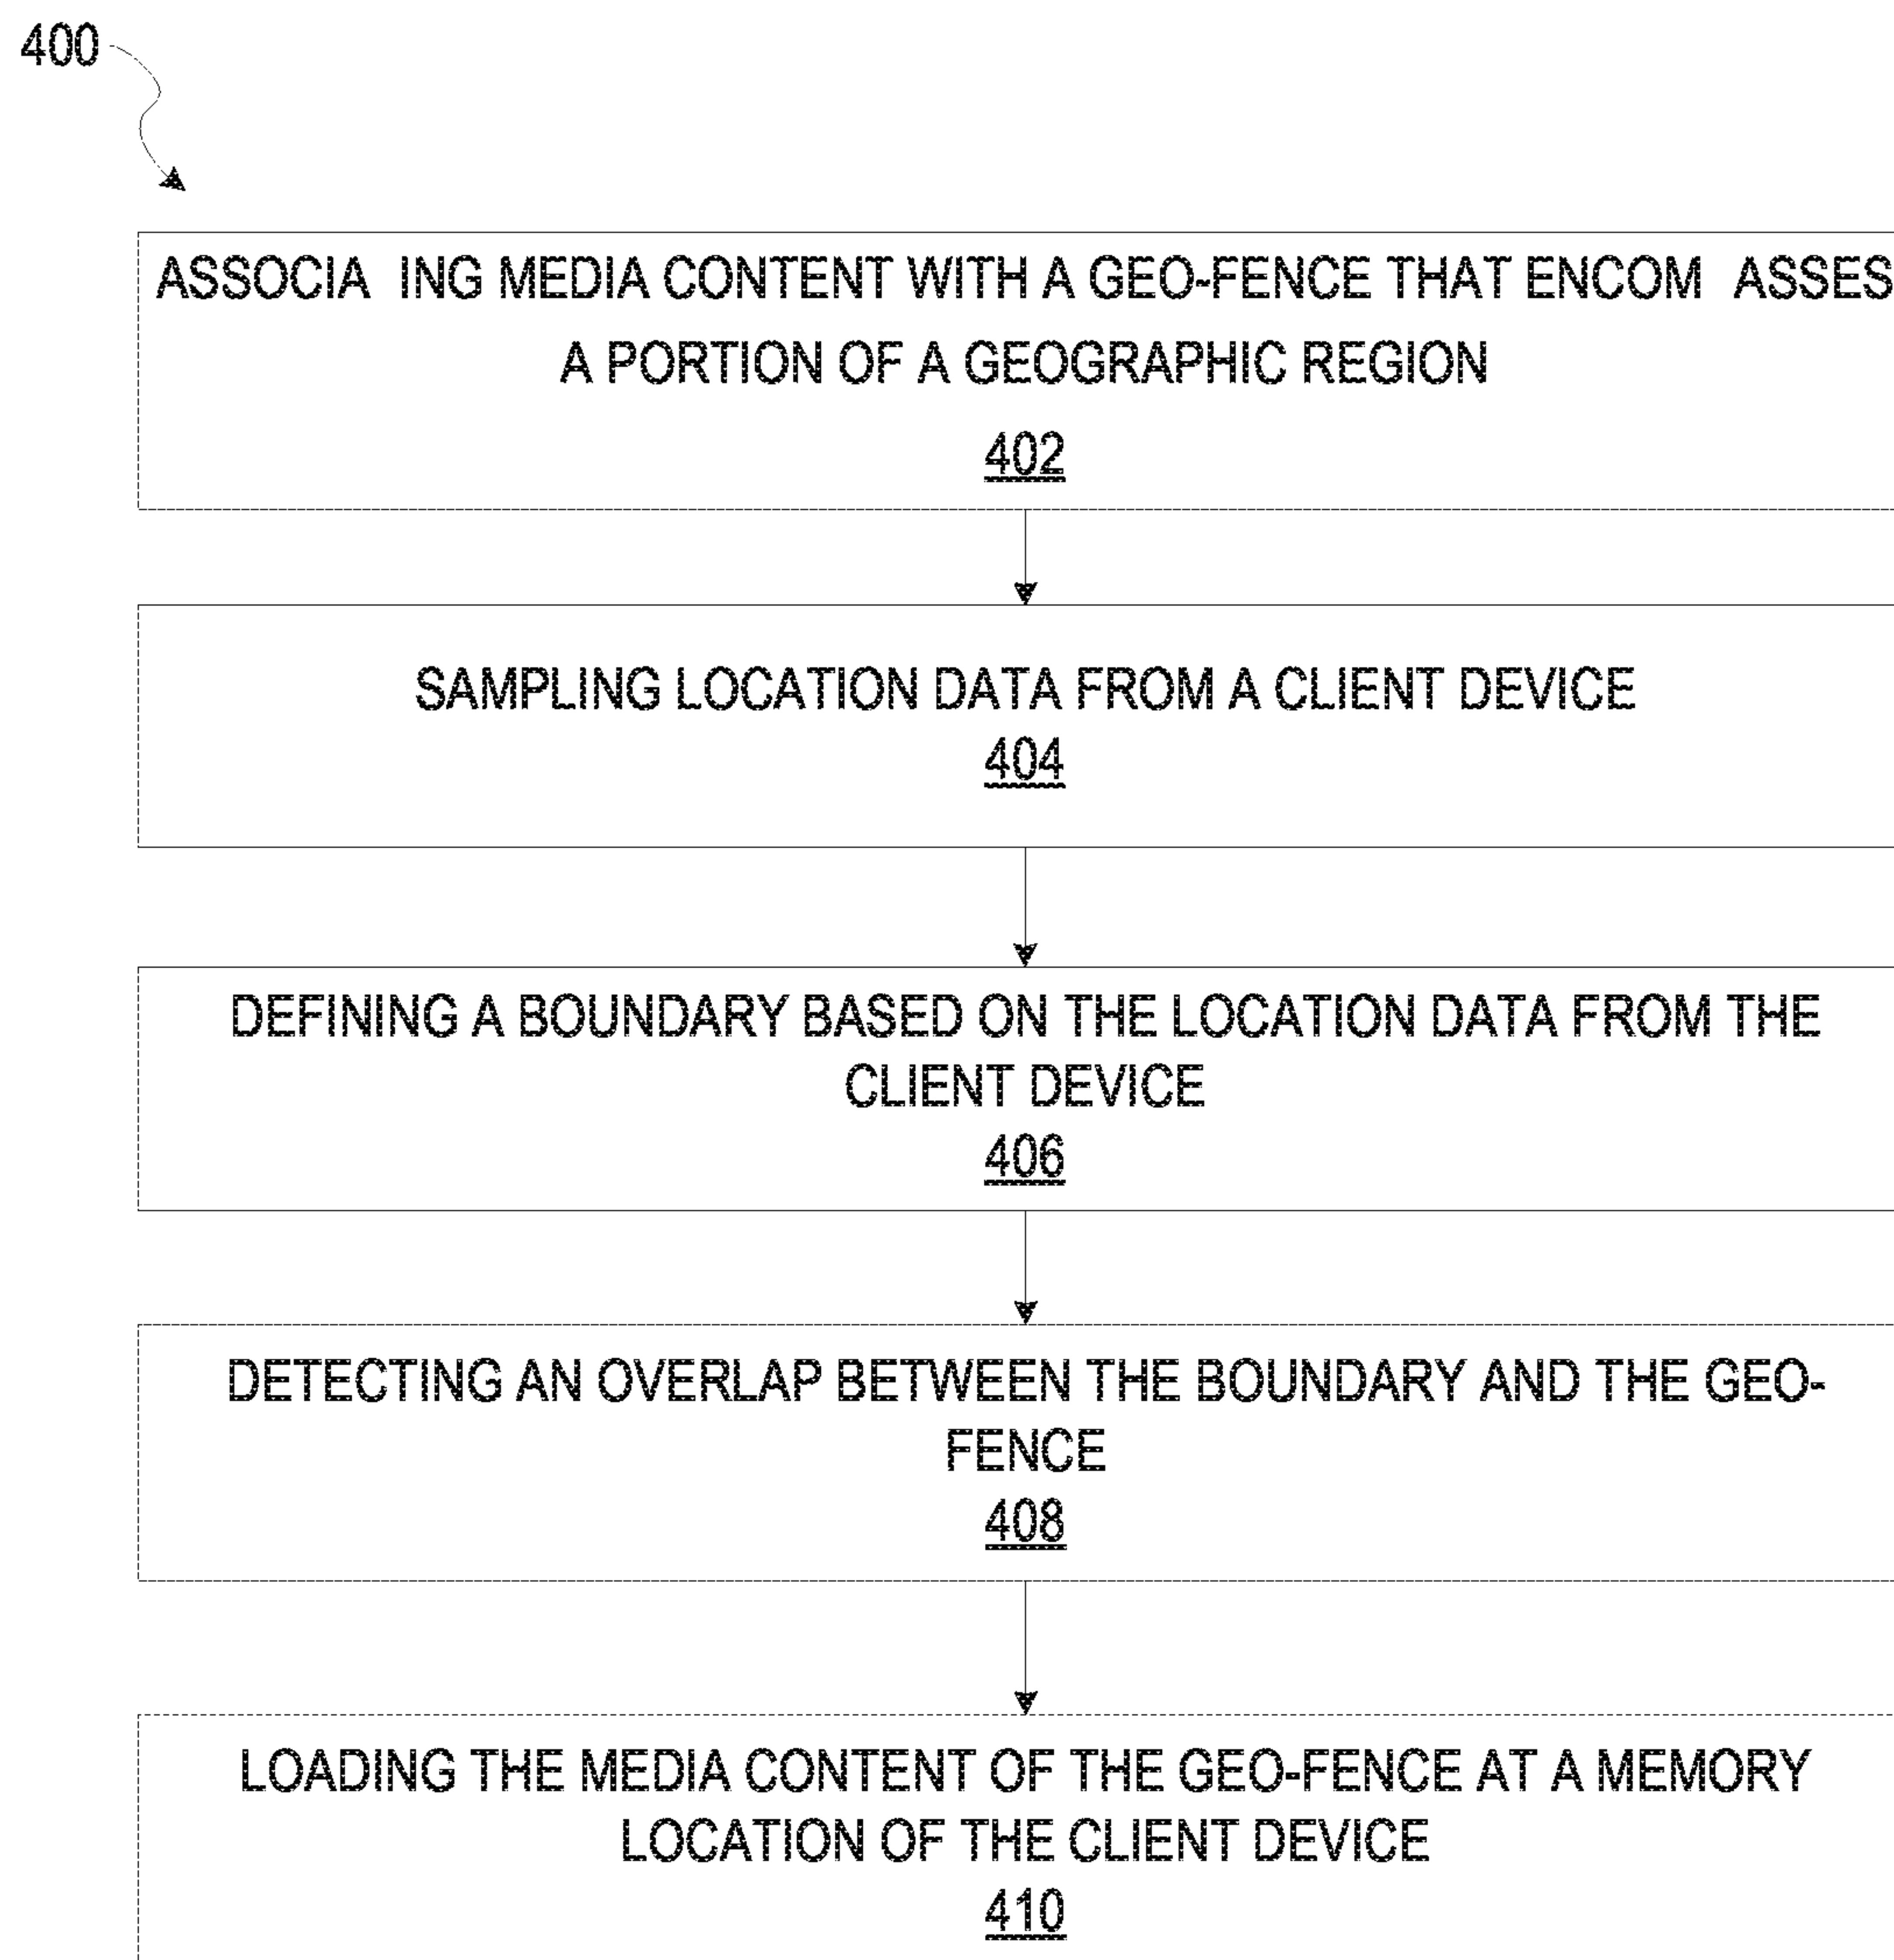 400
ASSOCIA ING MEDIA CONTENT WITH A GEO-FENCE THAT ENCOM ASSES
A PORTION OF A GEOGRAPHIC REGION
402
SAMPLING LOCATION DATA FROM A CLIENT DEVICE
404
DEFINING A BOUNDARY BASED ON THE LOCATION DATA FROM THE
CLIENT DEVICE
406
DETECTING AN OVERLAP BETWEEN THE BOUNDARY AND THE GEO-
FENCE
408
LOADING THE MEDIA CONTENT OF THE GEO-FENCE AT A MEMORY
LOCATION OF THE CLIENT DEVICE
410